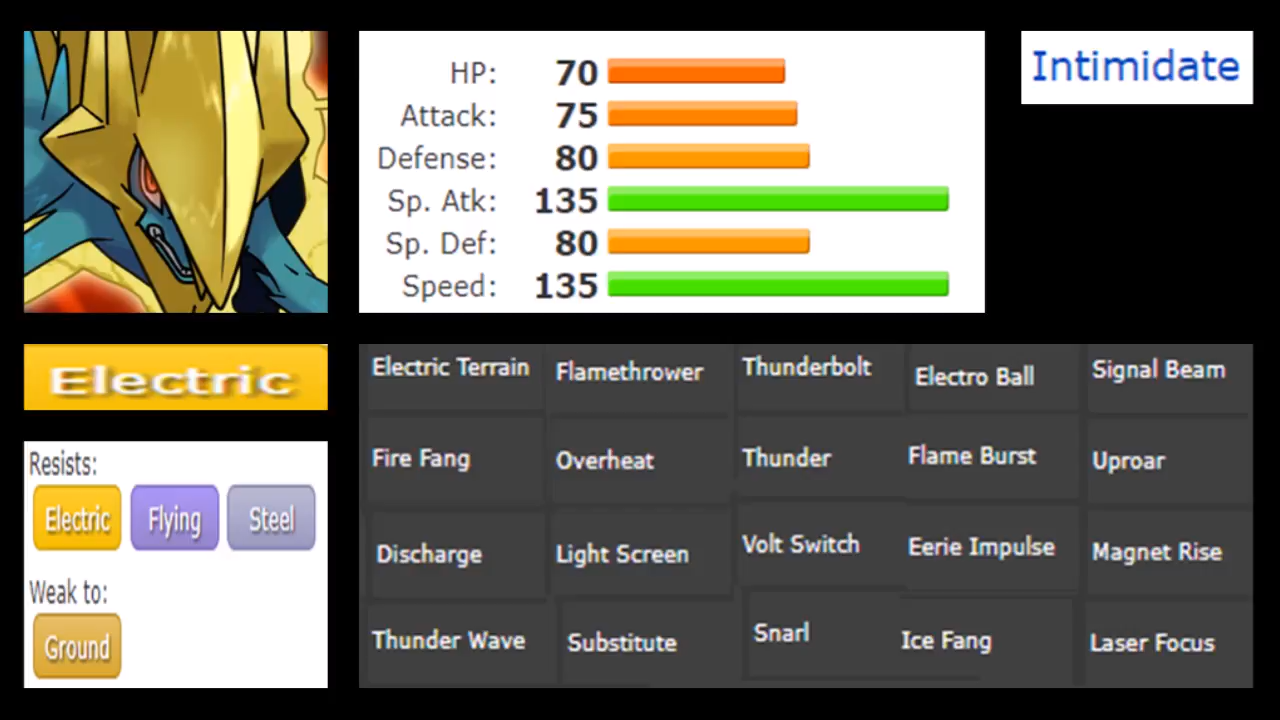 HP: 70
Attack: 75
Defense: 80
Sp. Atk: 135
Sp. Def: 80
Speed: 135
Intimidate
Electric
Resists:
Electric Flying Steel
Weak to:
Ground
Electric Terrain Flamethrower Thunderbolt Electro Ball Signal Beam
Fire Fang Overheat Thunder Flame Burst Uproar
Discharge Light Screen Volt Switch Eerie Impulse Magnet Rise
Thunder Wave Substitute Snarl Ice Fang Laser Focus